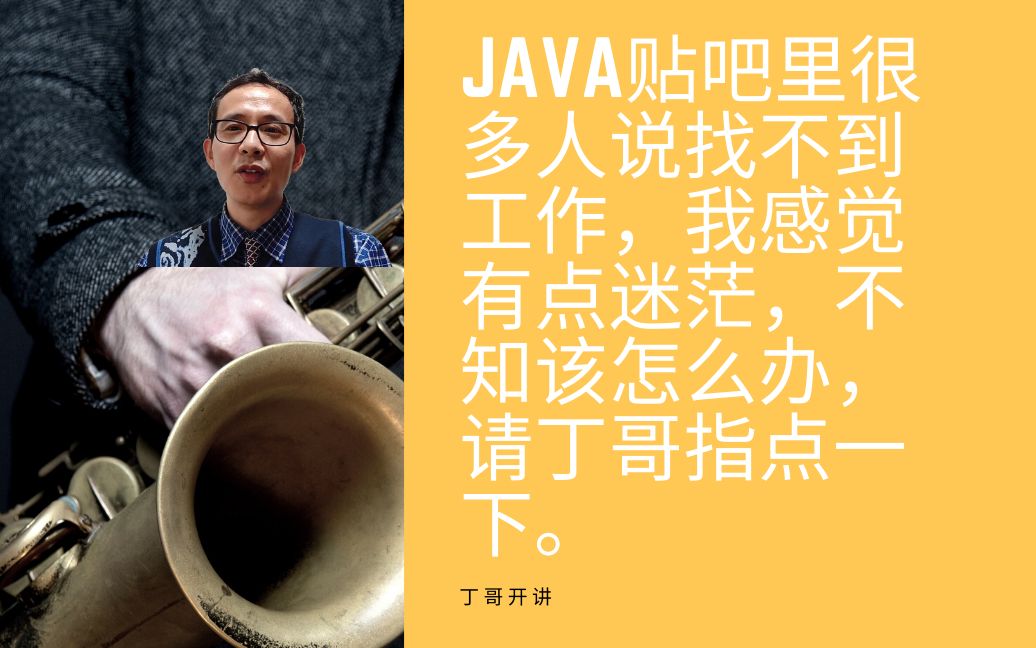 JAVA贴吧里很
多人说找不到
工作，我感觉
有点迷茫，不
知该怎么办，
请丁哥指点一
下。
丁哥开讲